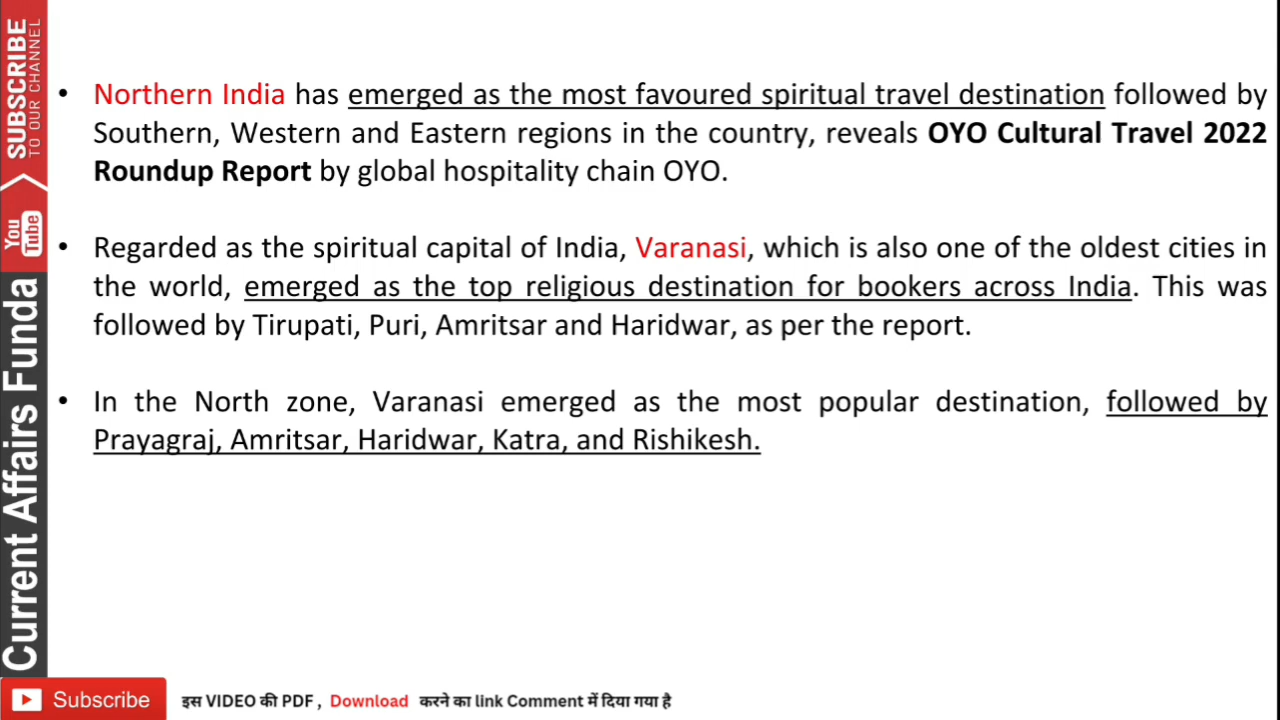 SUBSCRIBE
TO OUR CHANNEL
You
Tube
Current Affairs Funda
• Northern India has emerged as the most favoured spiritual travel destination followed by
Southern, Western and Eastern regions in the country, reveals OYO Cultural Travel 2022
Roundup Report by global hospitality chain OYO.
• Regarded as the spiritual capital of India, Varanasi, which is also one of the oldest cities in
the world, emerged as the top religious destination for bookers across India. This was
followed by Tirupati, Puri, Amritsar and Haridwar, as per the report.
• In the North zone, Varanasi emerged as the most popular destination, followed by
Prayagraj, Amritsar, Haridwar, Katra, and Rishikesh.
Subscribe
इस VIDEO की PDF , Download करने का link Comment में दिया गया है